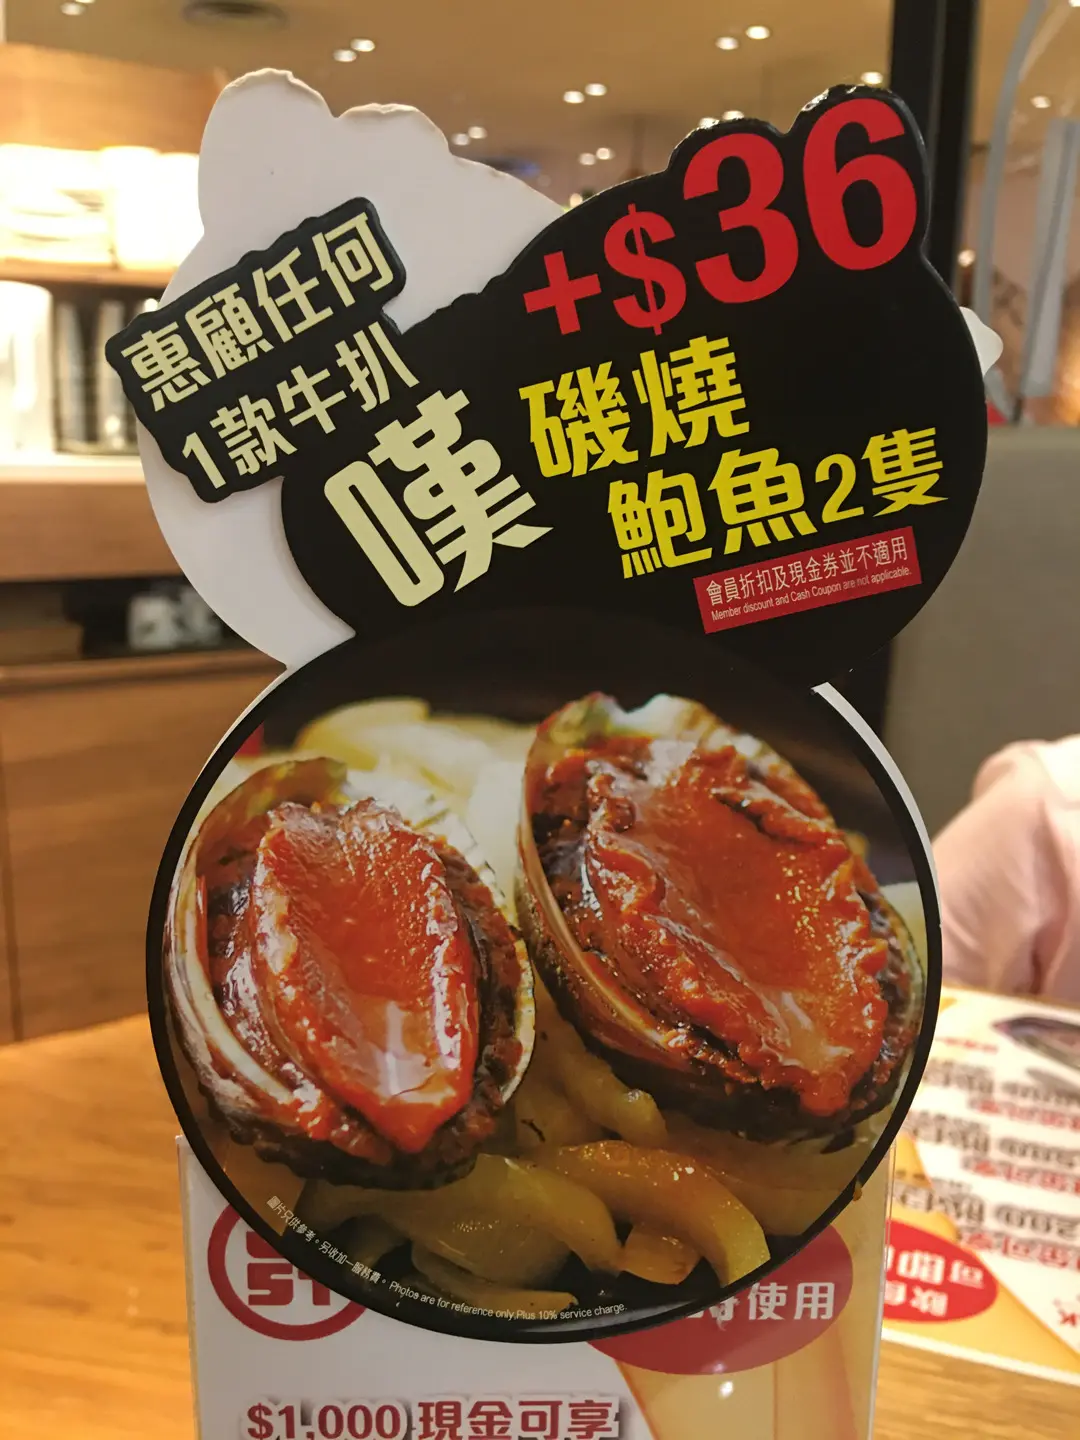 惠顧任何
1款牛扒
嘆
+$36
磯燒
鮑魚2隻
會員折扣及現金券並不適用
Member discount and Cash Coupon are not applicable.
圖片只供參考。另收加一服務費。 Photos are for reference only.Plus 10% service charge.
使用
$1,000 現金可享